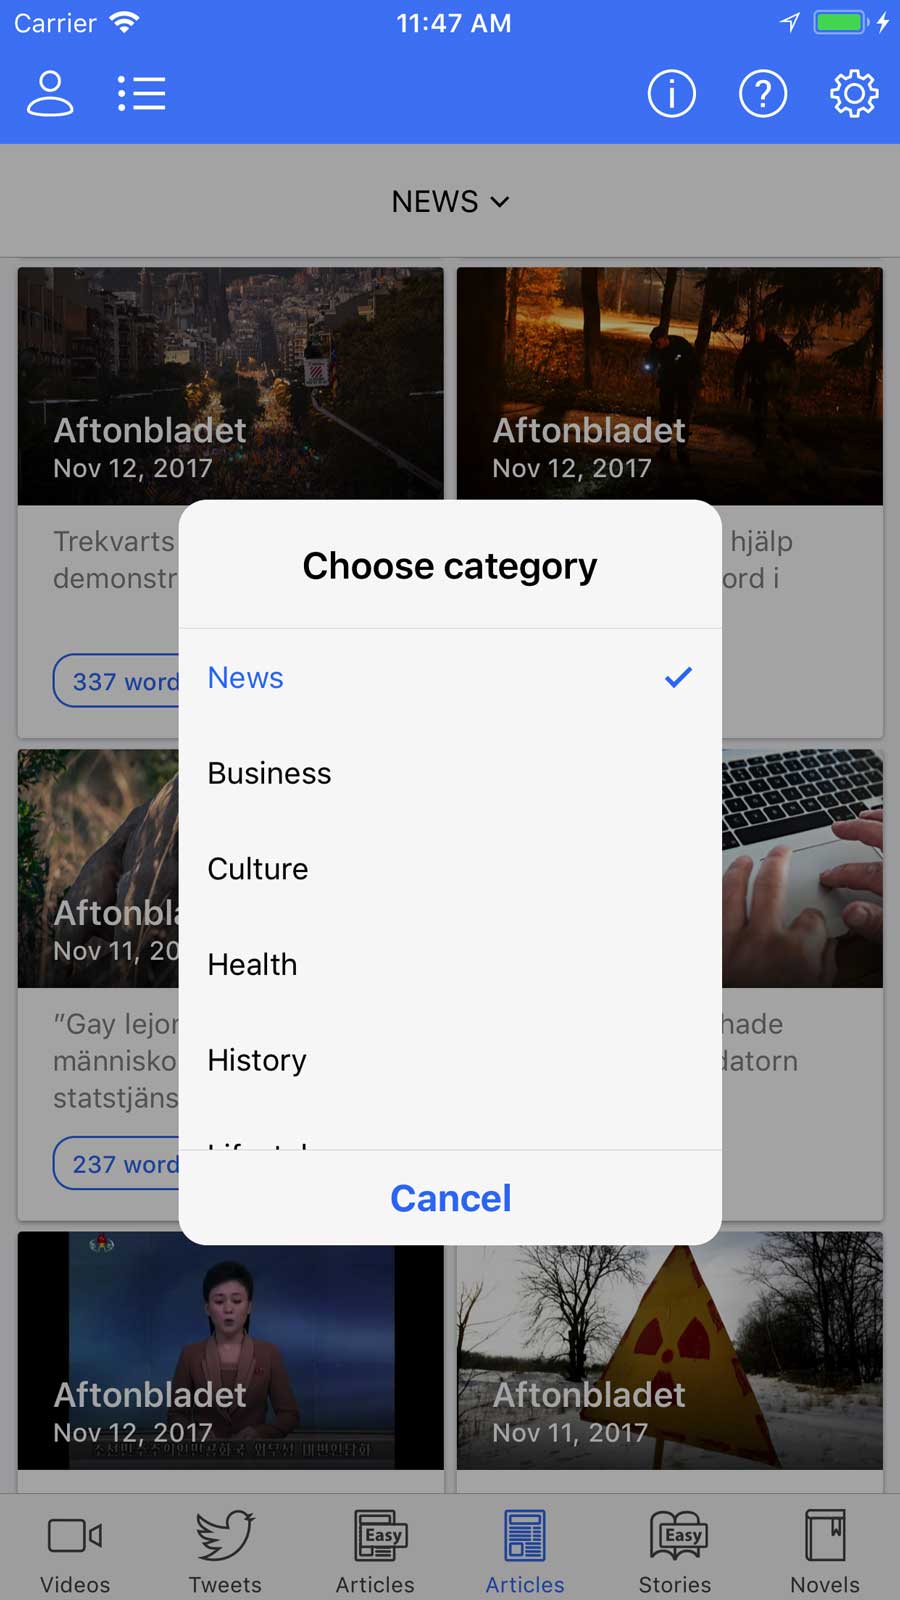 Carrier
11:47 AM
NEWS
Aftonbladet
Nov 12, 2017
Aftonbladet
Nov 12, 2017
Trekvarts
demonstr
hjälp
ord i
337 word
Choose category
News
Business
Culture
Health
History
Cancel
Aftonbla
Nov 11, 20
"Gay lejor
människo
statstjäns
hade
datorn
237 word
Aftonbladet
Nov 12, 2017
Aftonbladet
Nov 11, 2017
Easy
Easy
Videos
Tweets
Articles
Articles
Stories
Novels